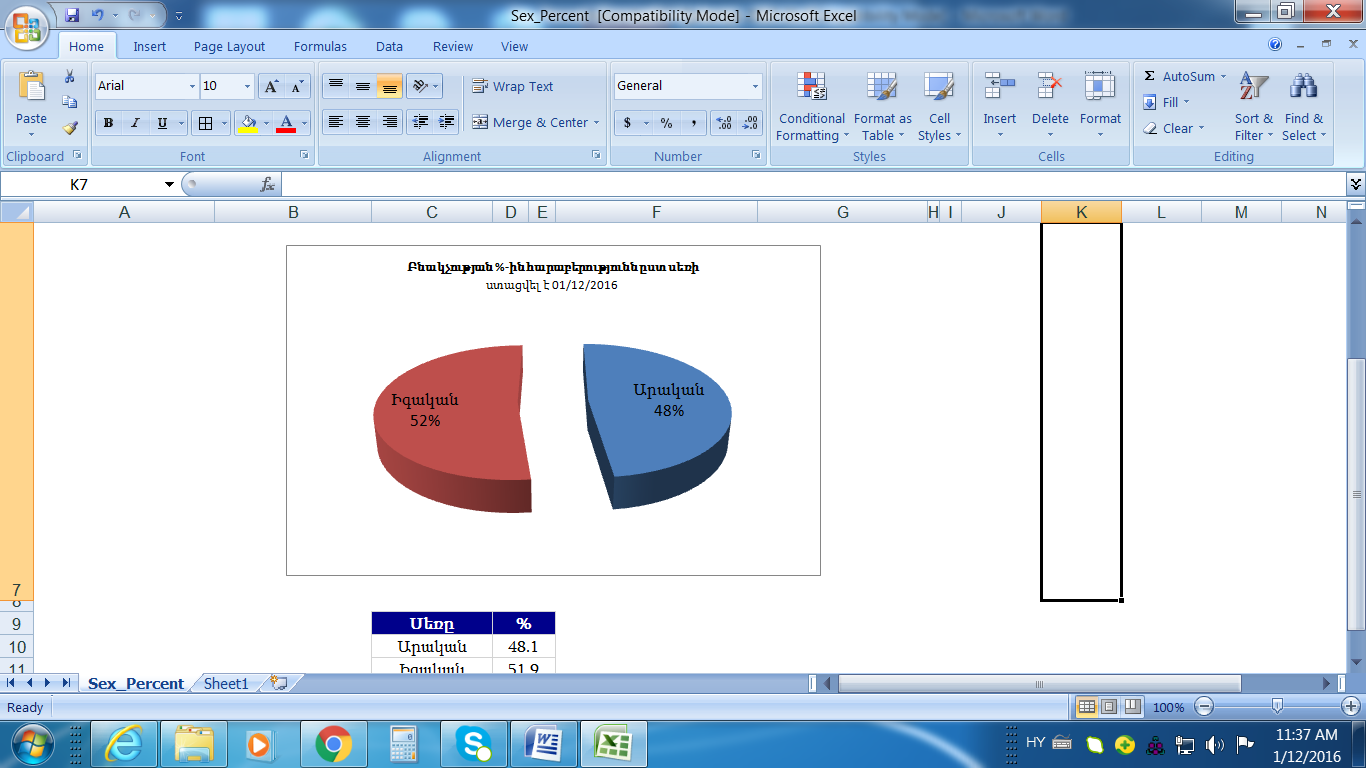 Sex_Percent [Compatibility Mode] - Microsoft Excel
Home Insert Page Layout Formulas Data Review View
Arial 10 Wrap Text General AutoSum
Fill
Paste Conditional Formatting Format as Table Cell Styles Insert Delete Format Sort & Filter Find & Select
B I U Merge & Center $ % , Clear
Clipboard Font Alignment Number Styles Cells Editing
K7 fx
A B C D E F G H I J K L M N
Բնակչության %-ին հարաբերությունն ըստ սեռի
ստացվել է 01/12/2016
Իգական
52%
Արական
48%
7
8
9 Սեռը %
10 Արական 48.1
11 Իգական 51.9
Sex_Percent Sheet1
Ready 100%
HY 11:37 AM
1/12/2016